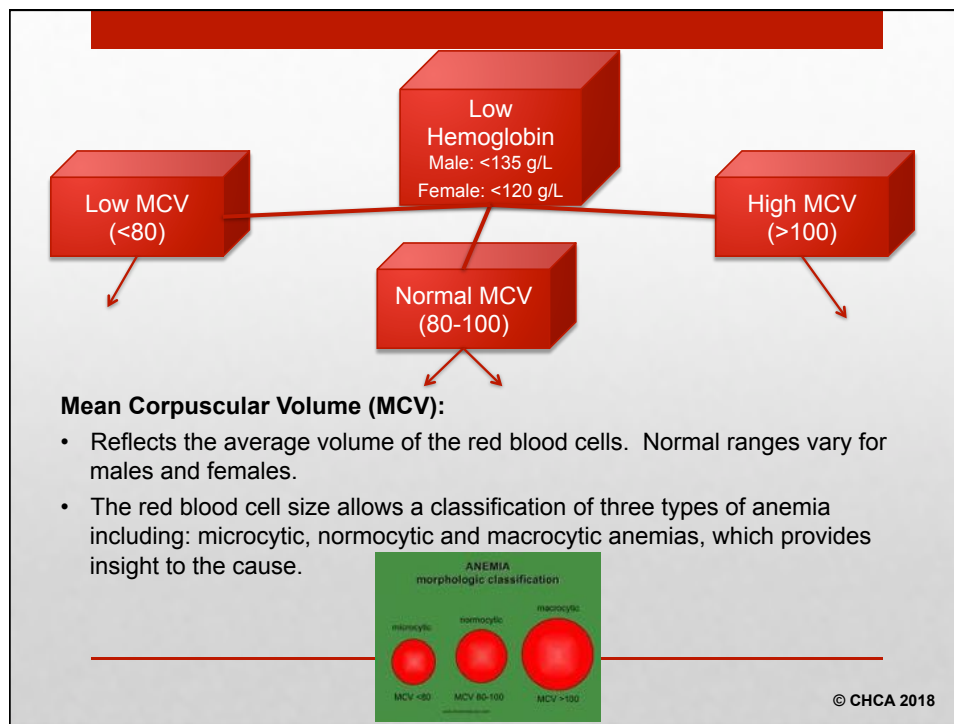 Low
Hemoglobin
Male: <135 g/L
Female: <120 g/L
Low MCV
(<80)
High MCV
(>100)
Normal MCV
(80-100)
Mean Corpuscular Volume (MCV):
• Reflects the average volume of the red blood cells. Normal ranges vary for
males and females.
• The red blood cell size allows a classification of three types of anemia
including: microcytic, normocytic and macrocytic anemias, which provides
insight to the cause.
ANEMIA
morphologic classification
microcytic
normocytic
macrocytic
MCV <80
MCV 80-100
MCV >100
© CHCA 2018